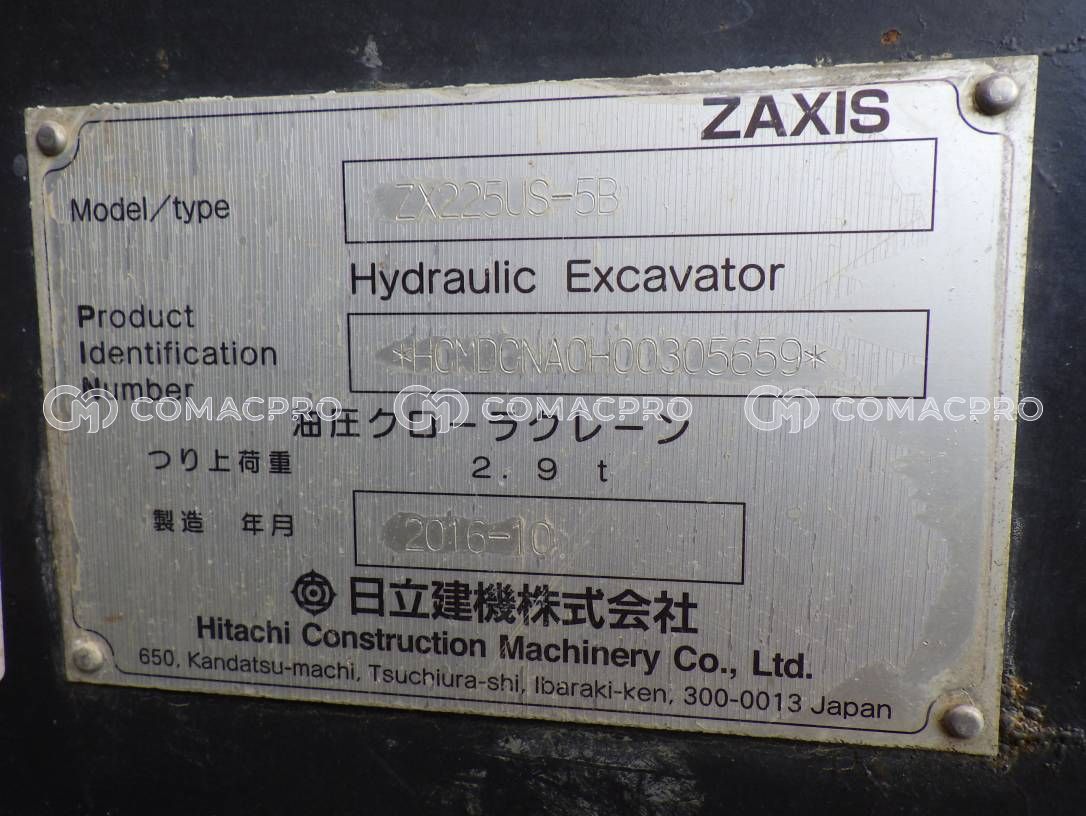 ZAXIS
Model/type ZX225US-5B
Hydraulic Excavator
Product
Identification
Number *HCMDCNA0H00305659*
COMACPRO COMACPRO COMACPRO
油圧クローラクレーン
つり上荷重 2.9 t
製造 年月 2016-10
日立建機株式会社
Hitachi Construction Machinery Co., Ltd.
650, Kandatsu-machi, Tsuchiura-shi, Ibaraki-ken, 300-0013 Japan